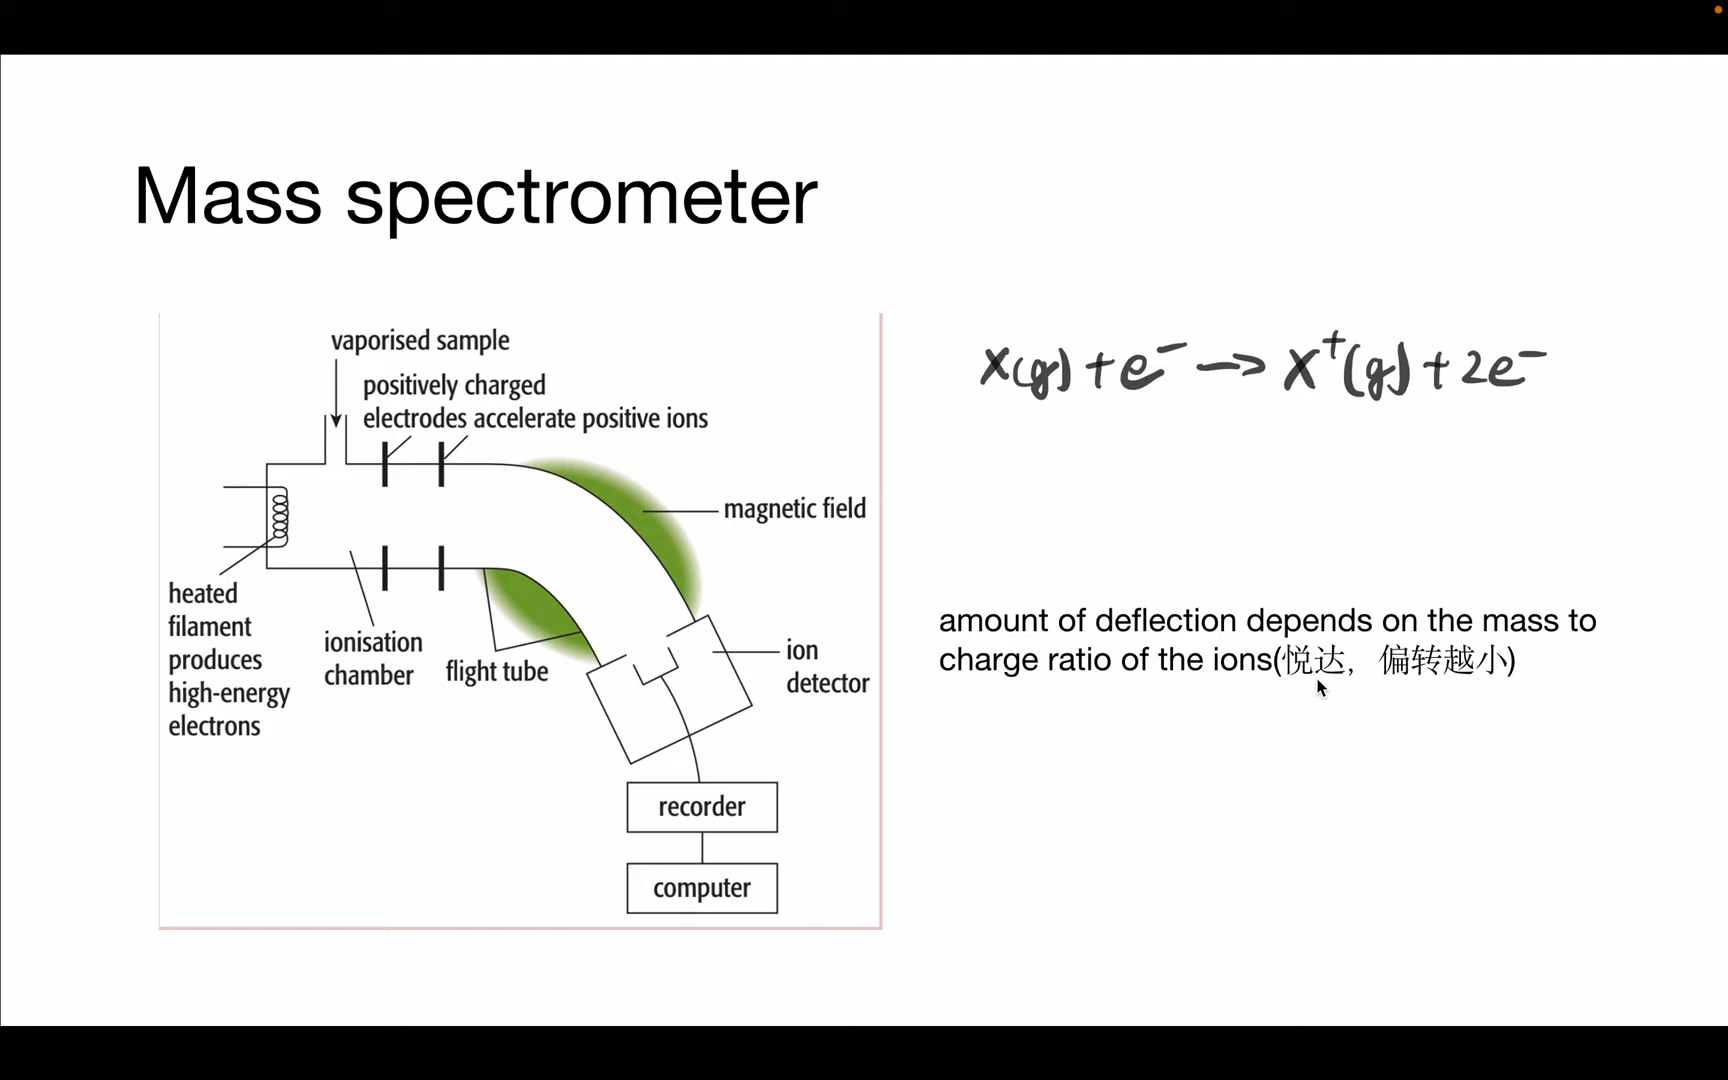 Mass spectrometer
vaporised sample
positively charged
electrodes accelerate positive ions
magnetic field
heated
filament
produces
high-energy
electrons
ionisation
chamber
flight tube
ion
detector
recorder
computer
X(g) + e⁻ → X⁺(g) + 2e⁻
amount of deflection depends on the mass to
charge ratio of the ions(悦达，偏转越小)